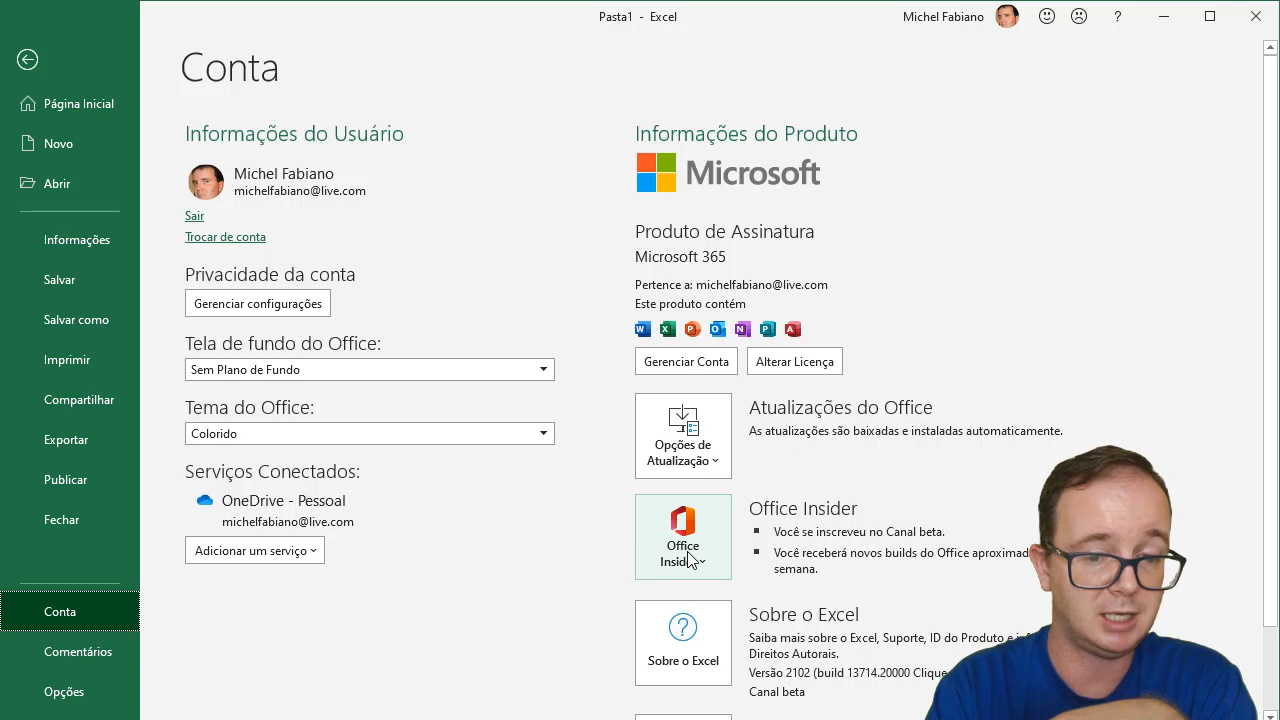 Pasta1 - Excel
Michel Fabiano
?
Conta
Página Inicial
Novo
Abrir
Informações
Salvar
Salvar como
Imprimir
Compartilhar
Exportar
Publicar
Fechar
Conta
Comentários
Opções
Informações do Usuário
Michel Fabiano
michelfabiano@live.com
Sair
Trocar de conta
Privacidade da conta
Gerenciar configurações
Tela de fundo do Office:
Sem Plano de Fundo
Tema do Office:
Colorido
Serviços Conectados:
OneDrive - Pessoal
michelfabiano@live.com
Adicionar um serviço
Informações do Produto
Microsoft
Produto de Assinatura
Microsoft 365
Pertence a: michelfabiano@live.com
Este produto contém
W X P O N P A
Gerenciar Conta
Alterar Licença
Opções de
Atualização
Atualizações do Office
As atualizações são baixadas e instaladas automaticamente.
Office
Office Insider
Você se inscreveu no Canal beta.
Você receberá novos builds do Office
semana.
?
Sobre o Excel
Sobre o Excel
Saiba mais sobre o Excel, Suporte, ID do Produto e
Direitos Autorais.
Versão 2102 (build 13714.20000 Clique
Canal beta